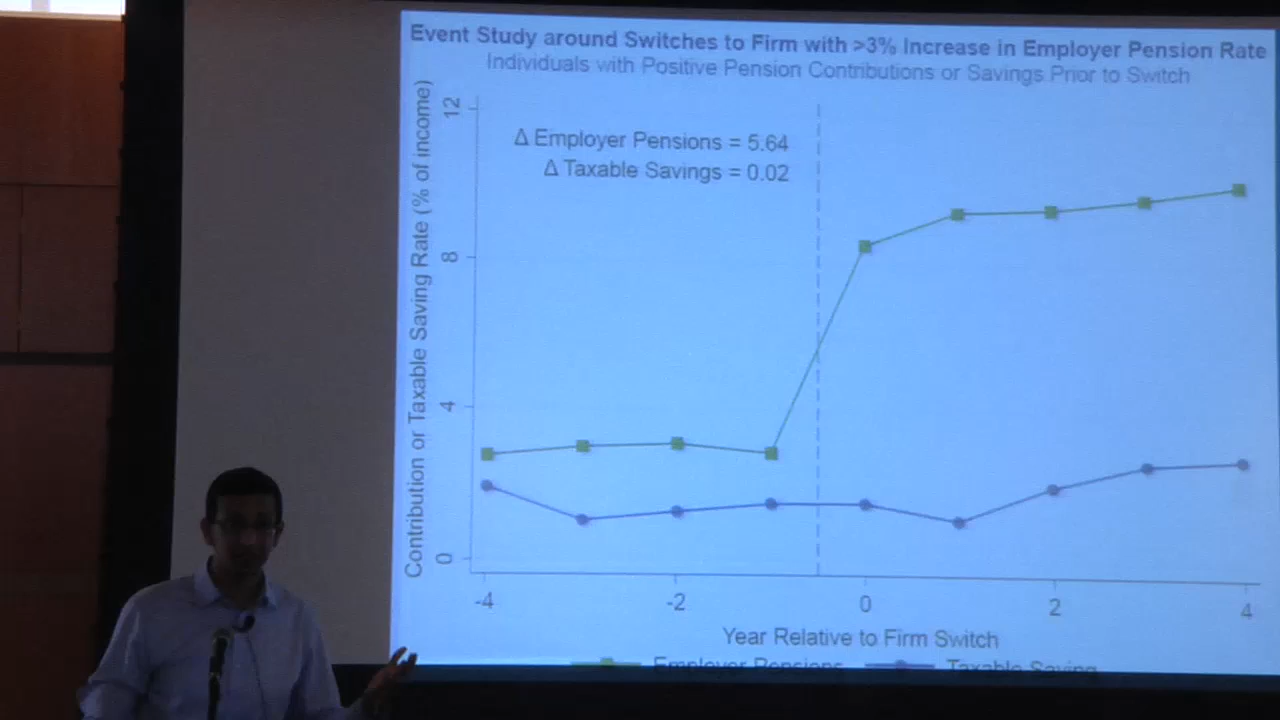 Event Study around Switches to Firm with >3% Increase in Employer Pension Rate
Individuals with Positive Pension Contributions or Savings Prior to Switch
Δ Employer Pensions = 5.64
Δ Taxable Savings = 0.02
Contribution or Taxable Saving Rate (% of income)
12
8
4
0
-4 -2 0 2 4
Year Relative to Firm Switch
Employer Pensions Taxable Saving